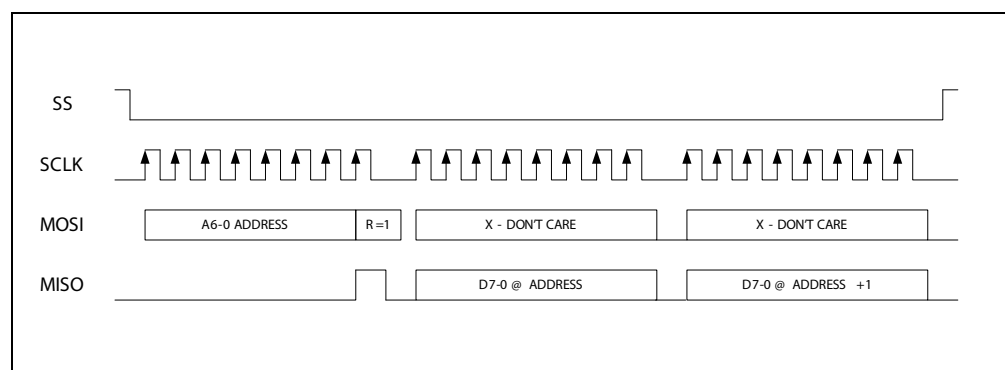 SS
SCLK
MOSI A6-0 ADDRESS R=1 X - DON'T CARE X - DON'T CARE
MISO D7-0 @ ADDRESS D7-0 @ ADDRESS +1